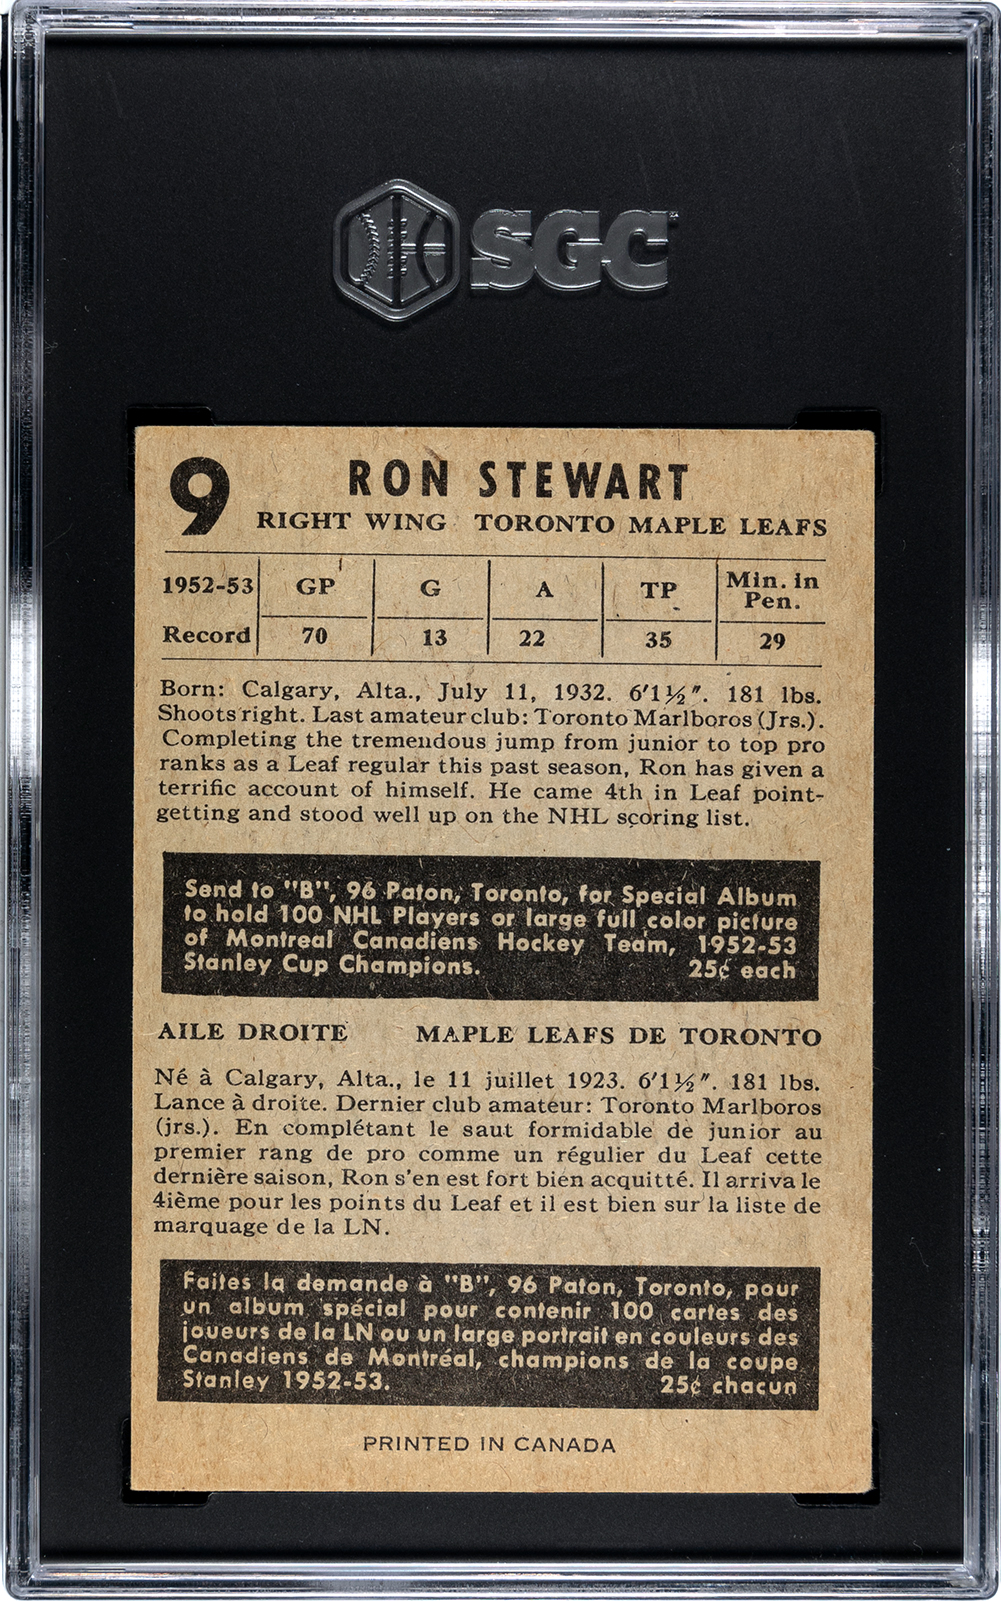 SGC
9
RON STEWART
RIGHT WING TORONTO MAPLE LEAFS
1952-53 GP G A TP Min. in Pen.
Record 70 13 22 35 29
Born: Calgary, Alta., July 11, 1932. 6'1½". 181 lbs.
Shoots right. Last amateur club: Toronto Marlboros (Jrs.).
Completing the tremendous jump from junior to top pro
ranks as a Leaf regular this past season, Ron has given a
terrific account of himself. He came 4th in Leaf point-
getting and stood well up on the NHL scoring list.
Send to "B", 96 Paton, Toronto, for Special Album
to hold 100 NHL Players or large full color picture
of Montreal Canadiens Hockey Team, 1952-53
Stanley Cup Champions. 25¢ each
AILE DROITE MAPLE LEAFS DE TORONTO
Né à Calgary, Alta., le 11 juillet 1923. 6'1½". 181 lbs.
Lance à droite. Dernier club amateur: Toronto Marlboros
(jrs.). En complétant le saut formidable de junior au
premier rang de pro comme un régulier du Leaf cette
dernière saison, Ron s'en est fort bien acquitté. Il arriva le
4ième pour les points du Leaf et il est bien sur la liste de
marquage de la LN.
Faites la demande à "B", 96 Paton, Toronto, pour
un album spécial pour contenir 100 cartes des
joueurs de la LN ou un large portrait en couleurs des
Canadiens de Montréal, champions de la coupe
Stanley 1952-53. 25¢ chacun
PRINTED IN CANADA